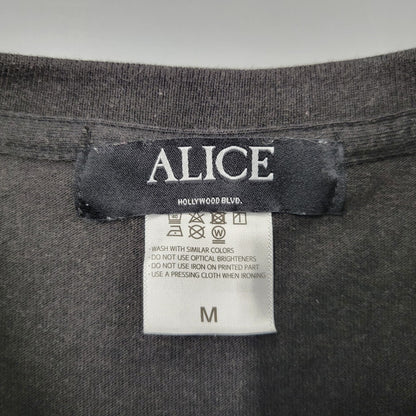 ALICE
HOLLYWOOD BLVD.
· WASH WITH SIMILAR COLORS
· DO NOT USE OPTICAL BRIGHTENERS
· DO NOT USE IRON ON PRINTED PART
· USE A PRESSING CLOTH WHEN IRONING
M